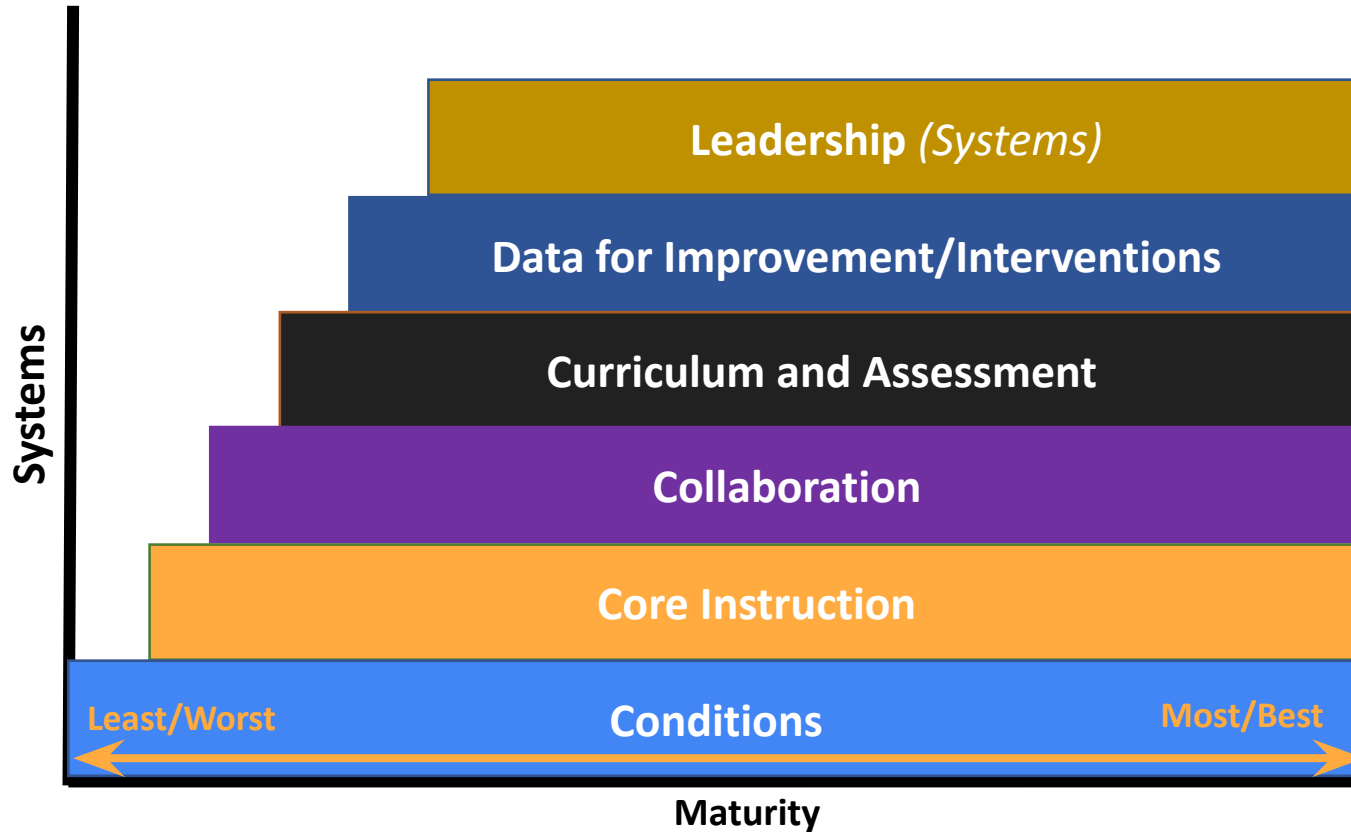 Leadership (Systems)
Data for Improvement/Interventions
Curriculum and Assessment
Collaboration
Core Instruction
Least/Worst
Conditions
Most/Best
Systems
Maturity